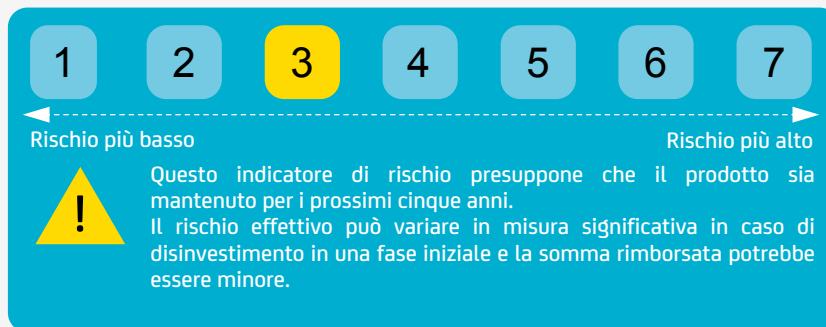 1 2 3 4 5 6 7
Rischio più basso Rischio più alto
!
Questo indicatore di rischio presuppone che il prodotto sia
mantenuto per i prossimi cinque anni.
Il rischio effettivo può variare in misura significativa in caso di
disinvestimento in una fase iniziale e la somma rimborsata potrebbe
essere minore.